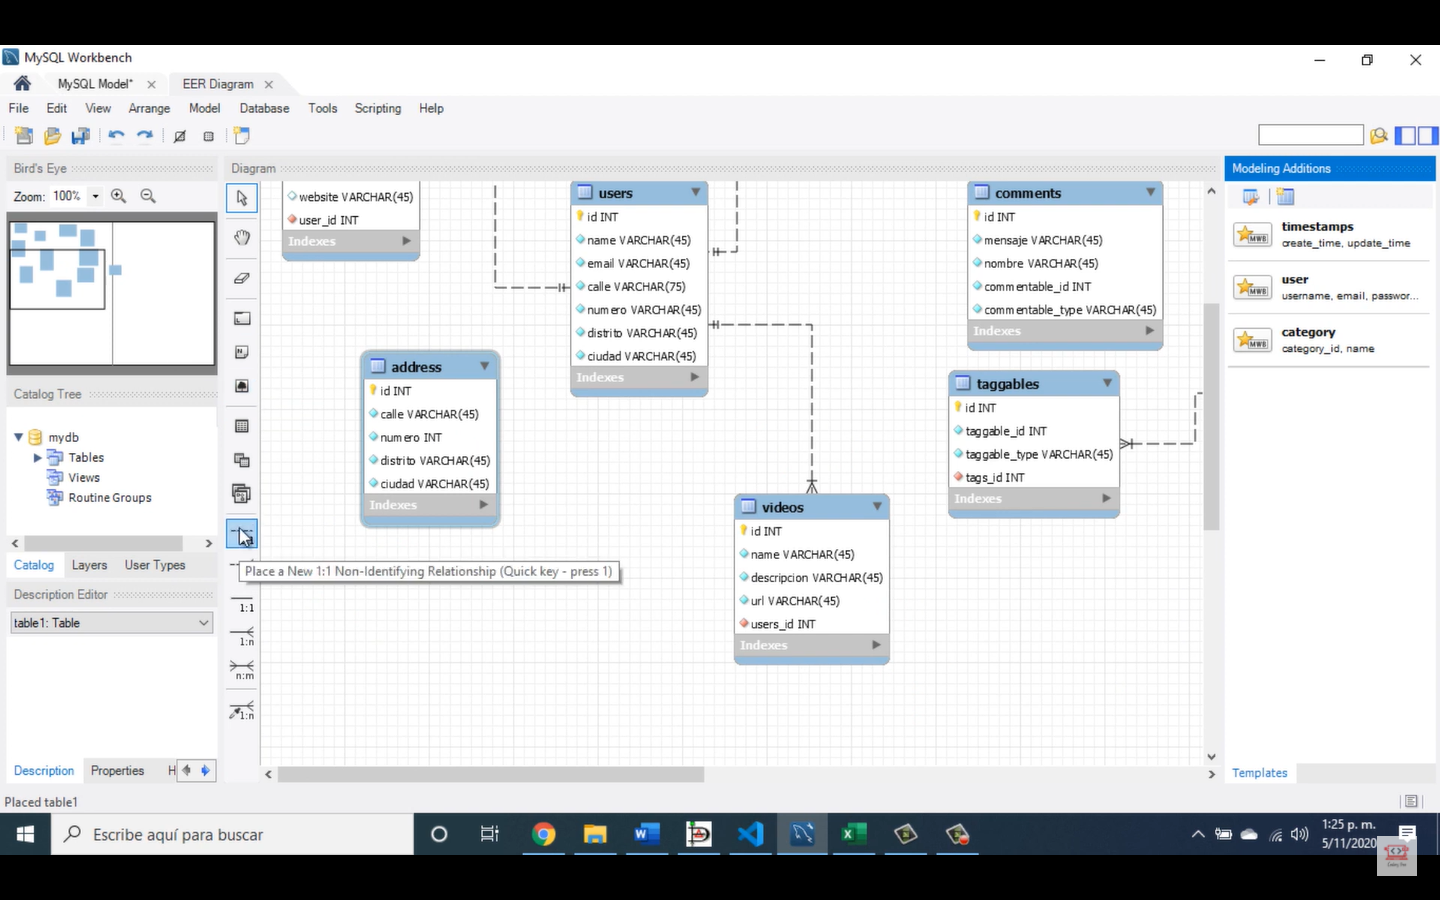 MySQL Workbench
MySQL Model*
EER Diagram
File Edit View Arrange Model Database Tools Scripting Help
Bird's Eye
Zoom: 100%
Catalog Tree
mydb
Tables
Views
Routine Groups
Catalog Layers User Types
Description Editor
table1: Table
Description Properties H
Placed table1
Diagram
1:1
1:n
n:m
1:n
website VARCHAR(45)
user_id INT
Indexes
users
id INT
name VARCHAR(45)
email VARCHAR(45)
calle VARCHAR(75)
numero VARCHAR(45)
distrito VARCHAR(45)
ciudad VARCHAR(45)
Indexes
comments
id INT
mensaje VARCHAR(45)
nombre VARCHAR(45)
commentable_id INT
commentable_type VARCHAR(45)
Indexes
address
id INT
calle VARCHAR(45)
numero INT
distrito VARCHAR(45)
ciudad VARCHAR(45)
Indexes
taggables
id INT
taggable_id INT
taggable_type VARCHAR(45)
tags_id INT
Indexes
videos
id INT
name VARCHAR(45)
descripcion VARCHAR(45)
url VARCHAR(45)
users_id INT
Indexes
Place a New 1:1 Non-Identifying Relationship (Quick key - press 1)
Modeling Additions
MWB
timestamps
create_time, update_time
MWB
user
username, email, passwor...
MWB
category
category_id, name
Templates
Escribe aquí para buscar
1:25 p. m.
5/11/2020